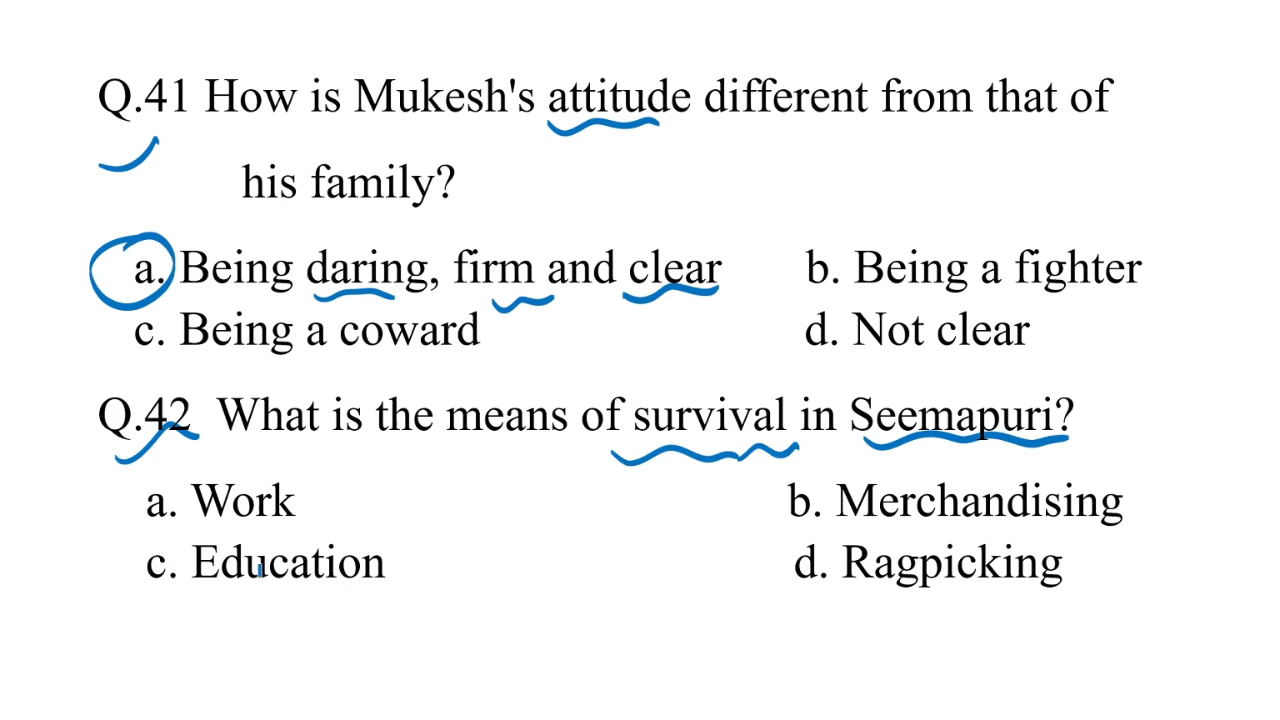 Q.41 How is Mukesh's attitude different from that of
his family?
a. Being daring, firm and clear b. Being a fighter
c. Being a coward d. Not clear
Q.42 What is the means of survival in Seemapuri?
a. Work b. Merchandising
c. Education d. Ragpicking